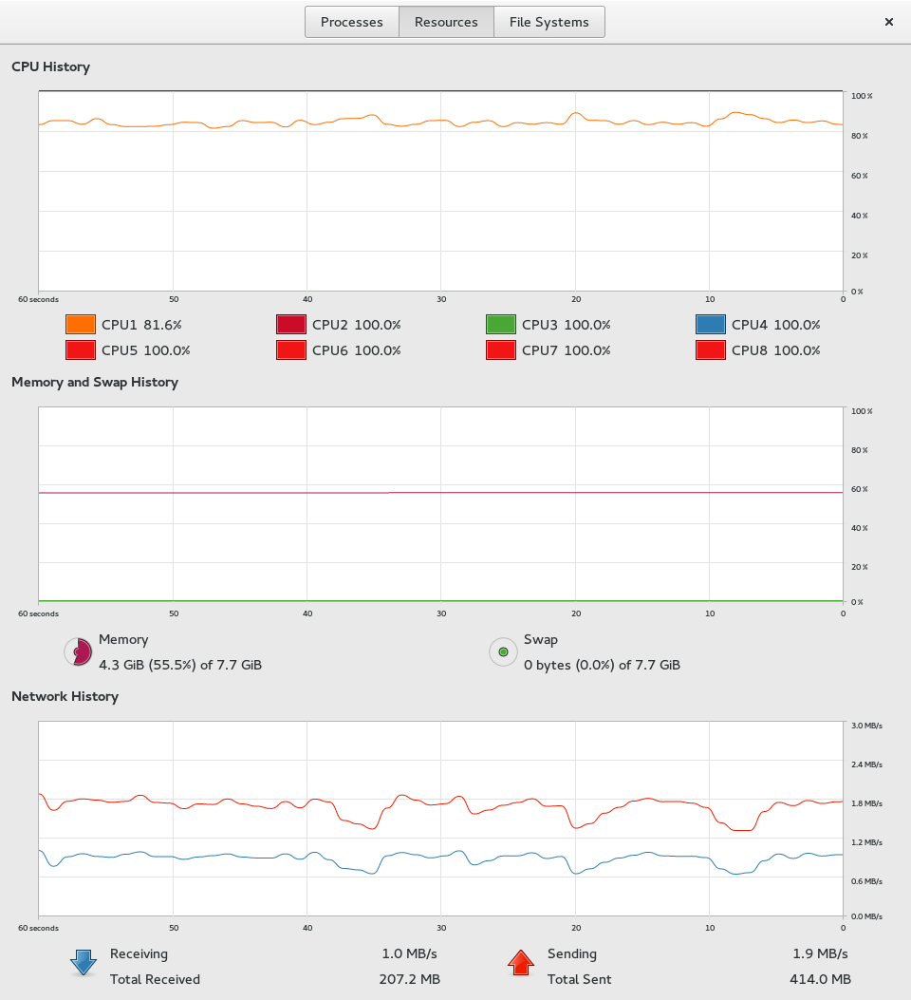 Processes Resources File Systems
CPU History
100 %
80 %
60 %
40 %
20 %
0 %
60 seconds 50 40 30 20 10 0
CPU1 81.6% CPU2 100.0% CPU3 100.0% CPU4 100.0%
CPU5 100.0% CPU6 100.0% CPU7 100.0% CPU8 100.0%
Memory and Swap History
100 %
80 %
60 %
40 %
20 %
0 %
60 seconds 50 40 30 20 10 0
Memory Swap
4.3 GiB (55.5%) of 7.7 GiB 0 bytes (0.0%) of 7.7 GiB
Network History
3.0 MB/s
2.4 MB/s
1.8 MB/s
1.2 MB/s
0.6 MB/s
0.0 MB/s
60 seconds 50 40 30 20 10 0
Receiving 1.0 MB/s Sending 1.9 MB/s
Total Received 207.2 MB Total Sent 414.0 MB